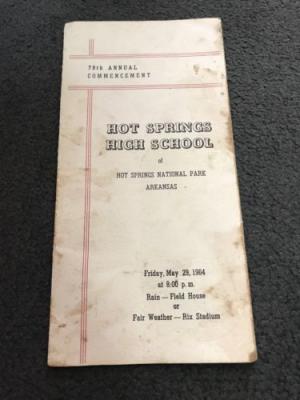 78th ANNUAL
COMMENCEMENT
HOT SPRINGS
HIGH SCHOOL
of
HOT SPRINGS NATIONAL PARK
ARKANSAS
Friday, May 29, 1964
at 8:00 p. m.
Rain — Field House
or
Fair Weather — Rix Stadium